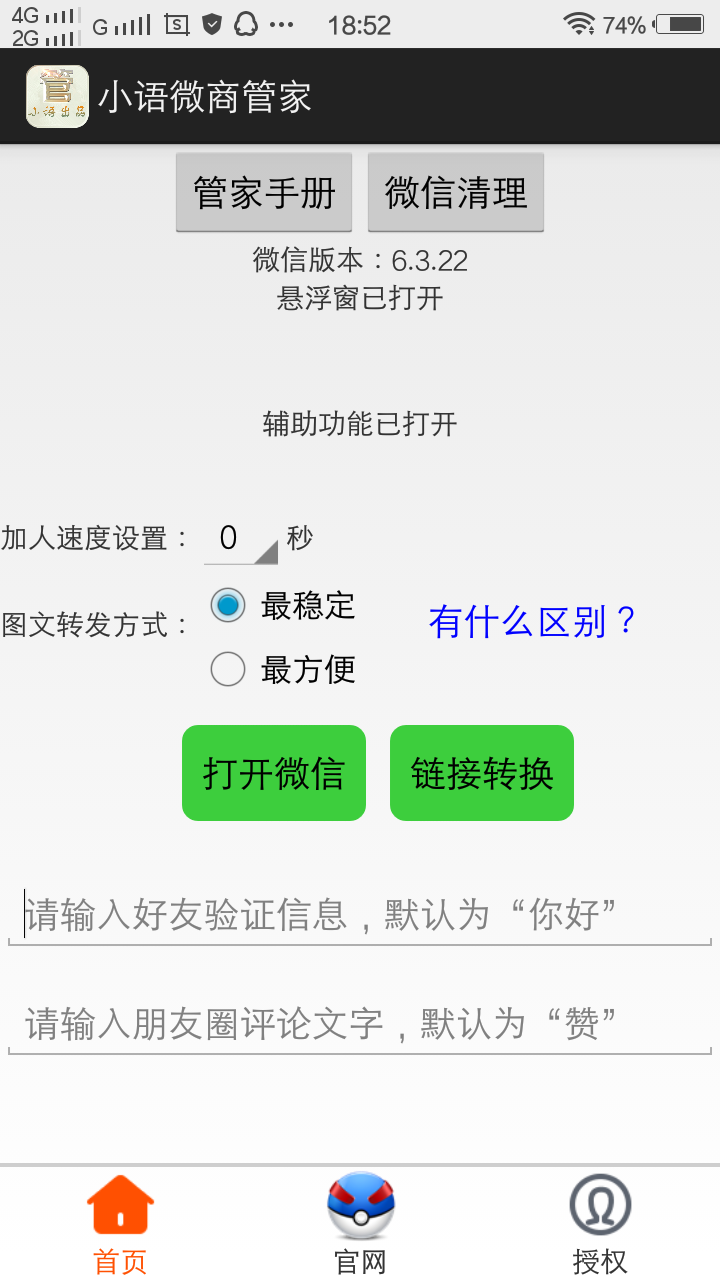 4G
2G
G
S
18:52
74%
管
小语出品
小语微商管家
管家手册
微信清理
微信版本：6.3.22
悬浮窗已打开
辅助功能已打开
加人速度设置：
0
秒
图文转发方式：
最稳定
有什么区别？
最方便
打开微信
链接转换
请输入好友验证信息，默认为“你好”
请输入朋友圈评论文字，默认为“赞”
首页
官网
授权